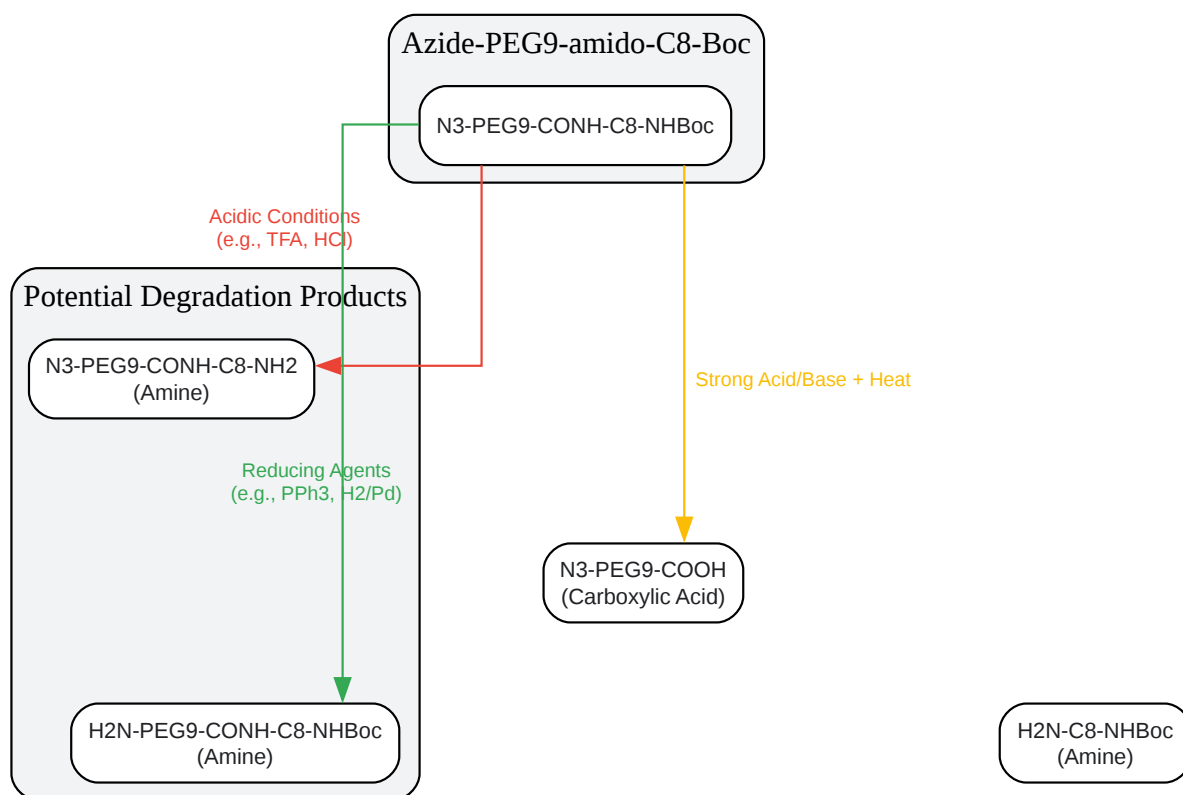 Azide-PEG9-amido-C8-Boc
N3-PEG9-CONH-C8-NHBoc
Acidic Conditions
(e.g., TFA, HCl)
Potential Degradation Products
N3-PEG9-CONH-C8-NH2
(Amine)
Strong Acid/Base + Heat
Reducing Agents
(e.g., PPh3, H2/Pd)
N3-PEG9-COOH
(Carboxylic Acid)
H2N-PEG9-CONH-C8-NHBoc
(Amine)
H2N-C8-NHBoc
(Amine)